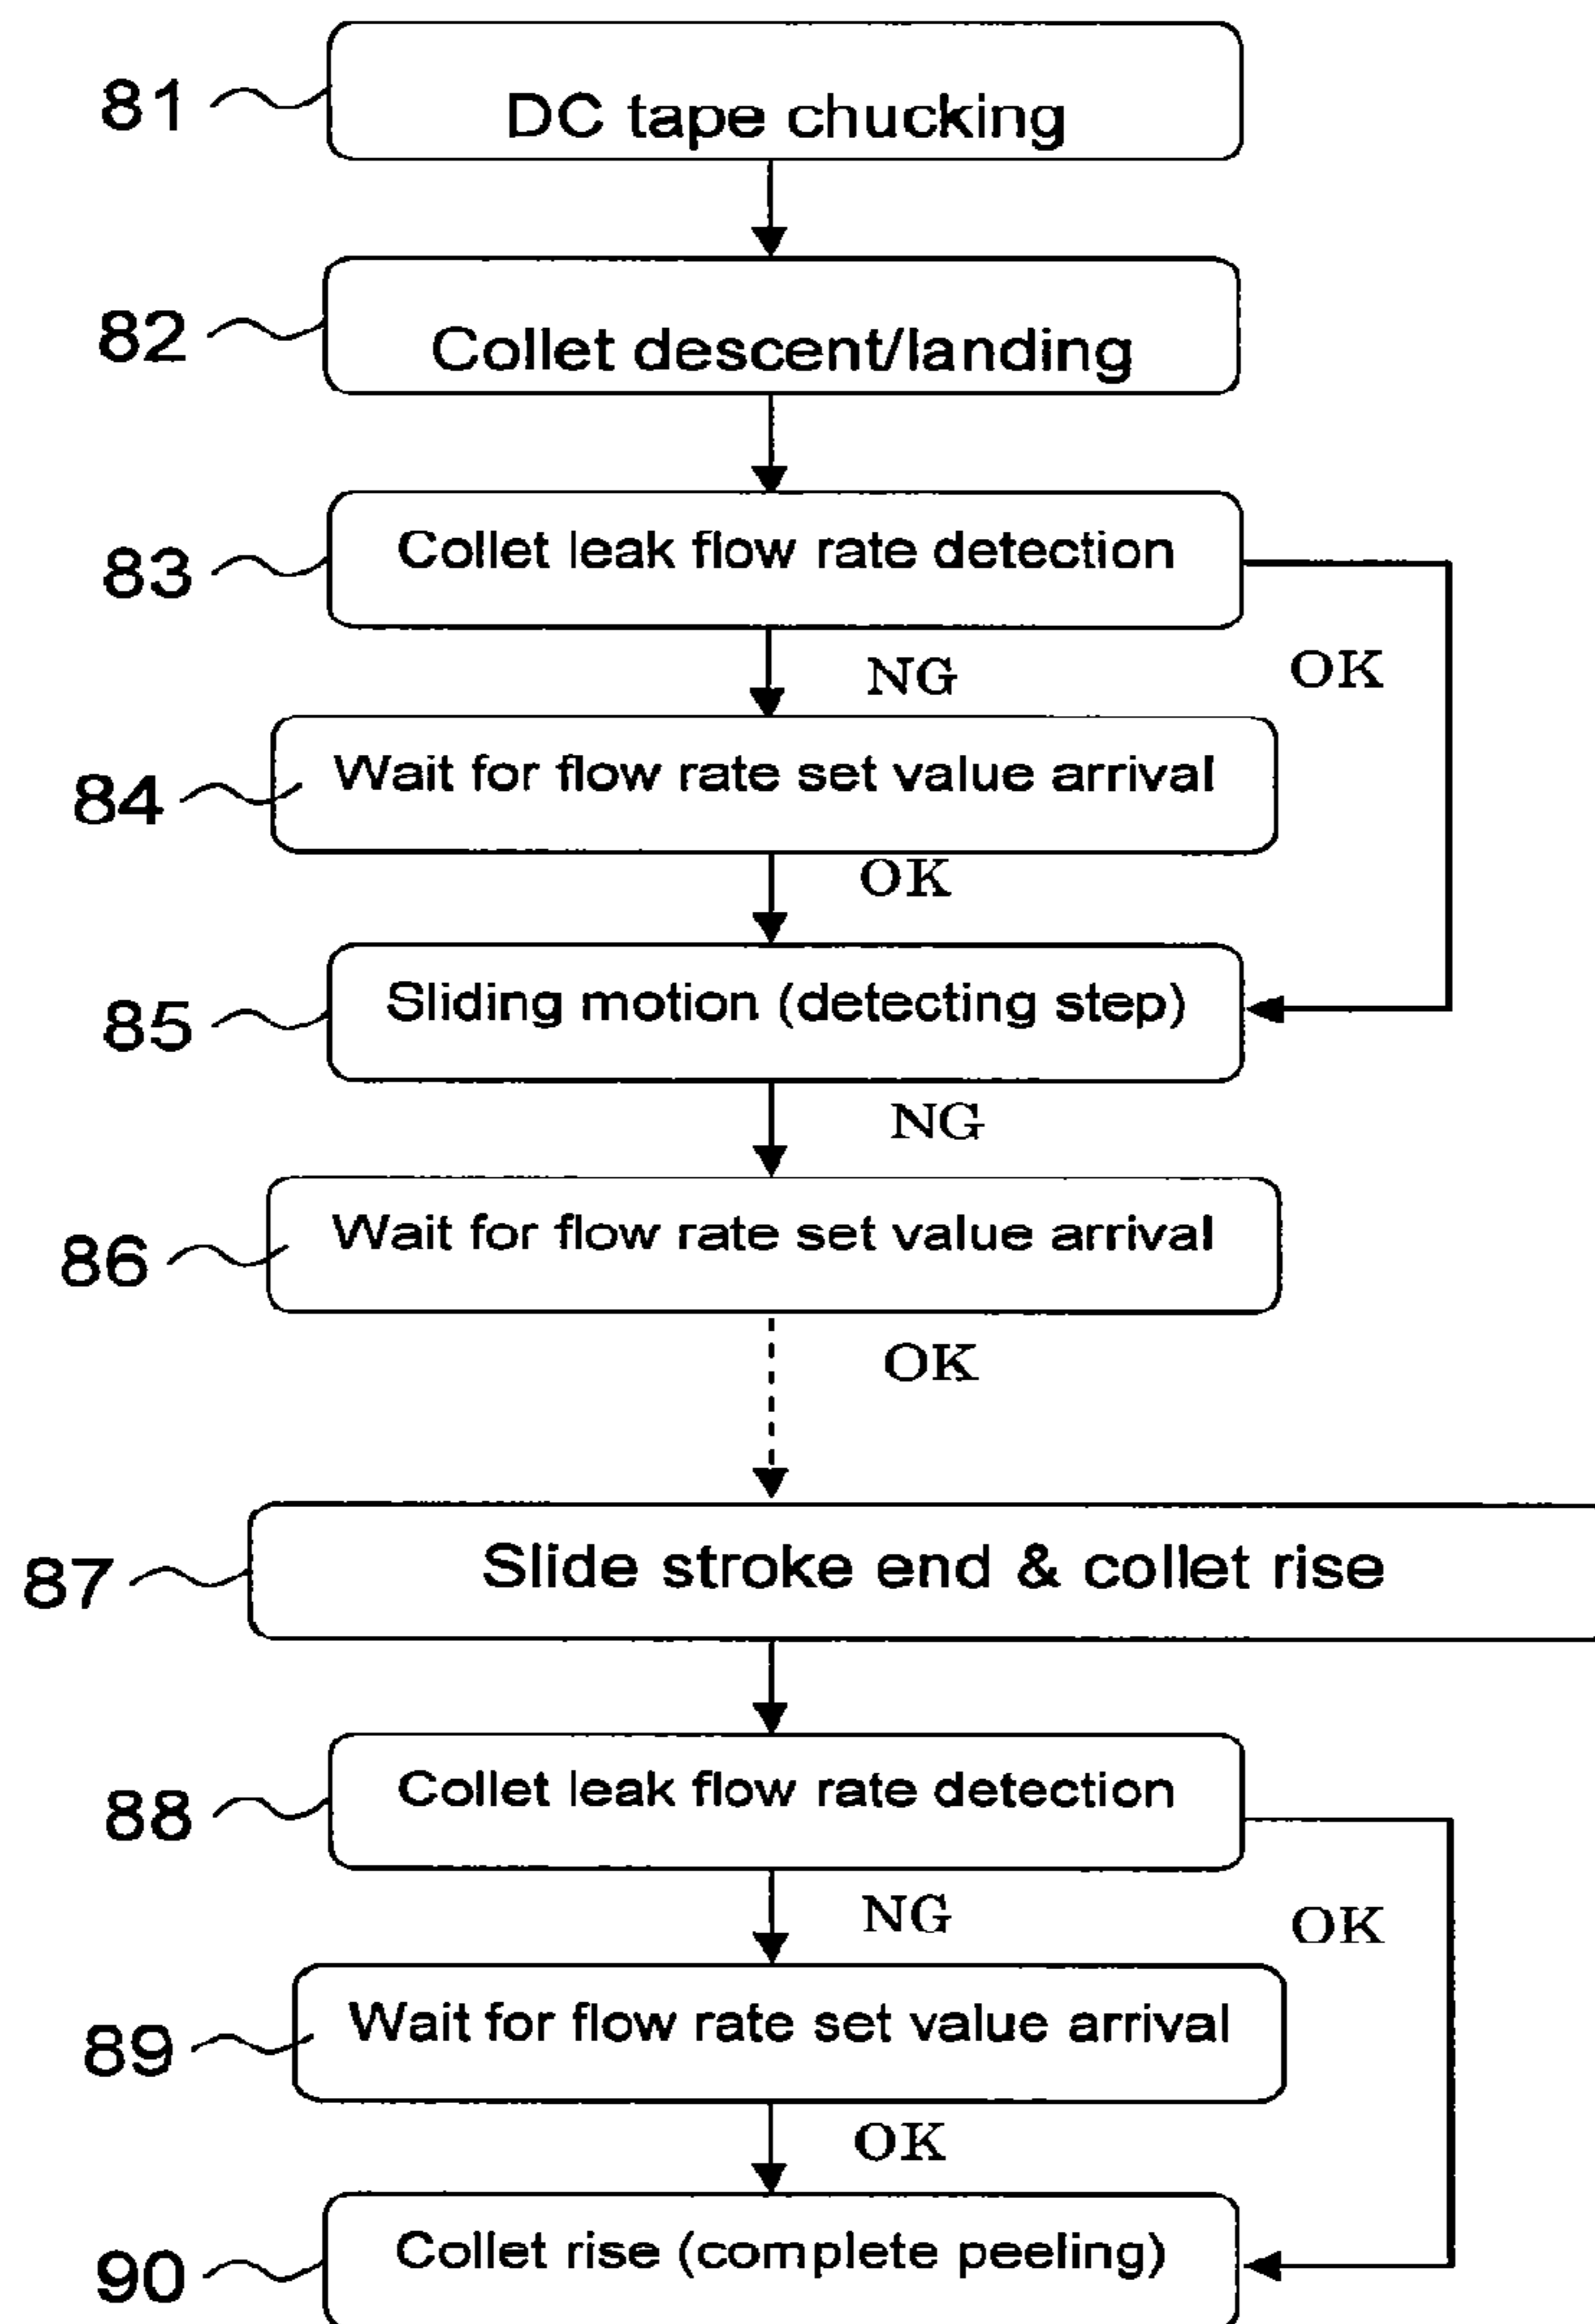 81
DC tape chucking
82
Collet descent/landing
83
Collet leak flow rate detection
NG
OK
84
Wait for flow rate set value arrival
OK
85
Sliding motion (detecting step)
NG
86
Wait for flow rate set value arrival
OK
87
Slide stroke end & collet rise
88
Collet leak flow rate detection
NG
OK
89
Wait for flow rate set value arrival
OK
90
Collet rise (complete peeling)